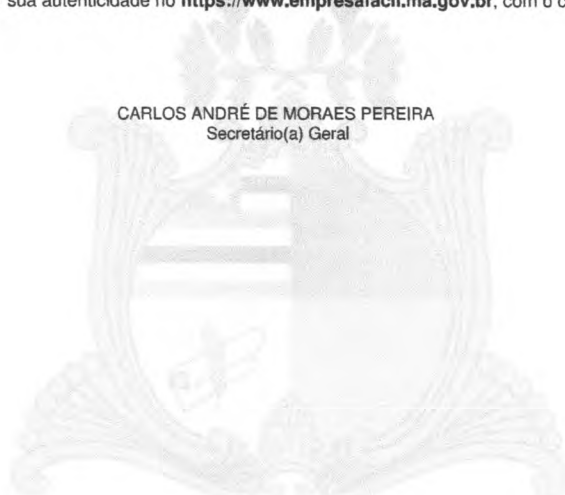 sua autenticidade no https://www.empresafacil.ma.gov.br, com o c
CARLOS ANDRÉ DE MORAES PEREIRA
Secretário(a) Geral